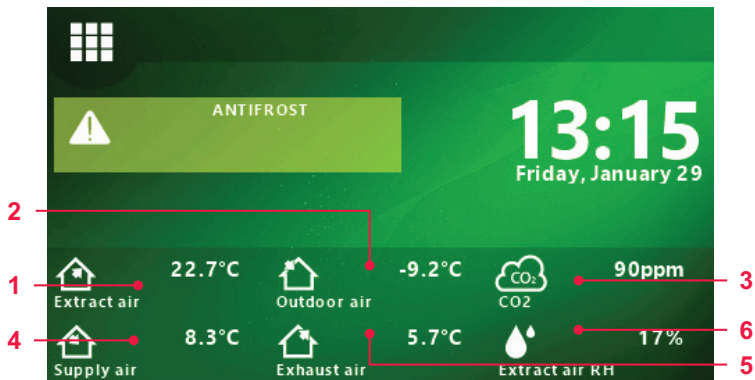 ANTIFROST
13:15
Friday, January 29
2
22.7°C -9.2°C CO₂ 90ppm
1 3
Extract air Outdoor air CO2
8.3°C 5.7°C 17% 6
4
Supply air Exhaust air Extract air RH 5